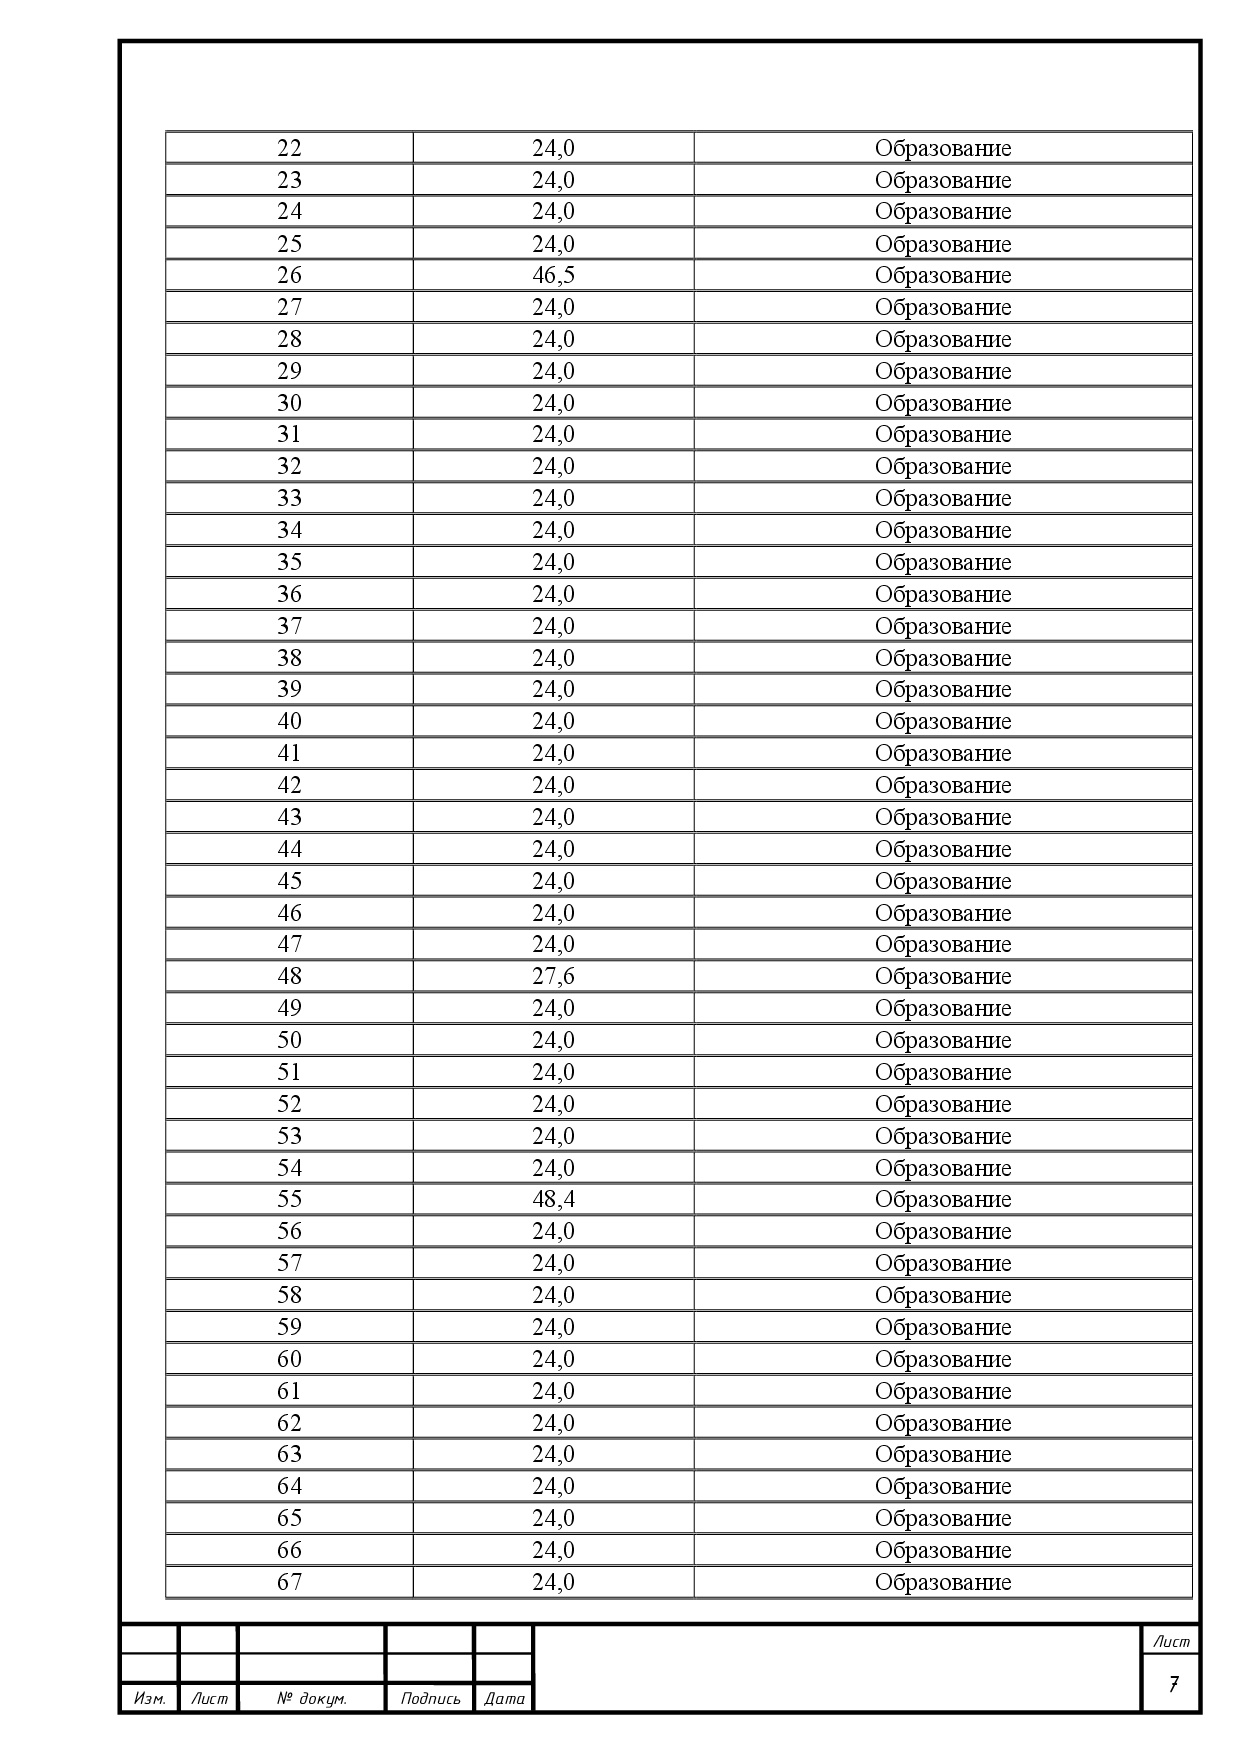 22 24,0 Образование
23 24,0 Образование
24 24,0 Образование
25 24,0 Образование
26 46,5 Образование
27 24,0 Образование
28 24,0 Образование
29 24,0 Образование
30 24,0 Образование
31 24,0 Образование
32 24,0 Образование
33 24,0 Образование
34 24,0 Образование
35 24,0 Образование
36 24,0 Образование
37 24,0 Образование
38 24,0 Образование
39 24,0 Образование
40 24,0 Образование
41 24,0 Образование
42 24,0 Образование
43 24,0 Образование
44 24,0 Образование
45 24,0 Образование
46 24,0 Образование
47 24,0 Образование
48 27,6 Образование
49 24,0 Образование
50 24,0 Образование
51 24,0 Образование
52 24,0 Образование
53 24,0 Образование
54 24,0 Образование
55 48,4 Образование
56 24,0 Образование
57 24,0 Образование
58 24,0 Образование
59 24,0 Образование
60 24,0 Образование
61 24,0 Образование
62 24,0 Образование
63 24,0 Образование
64 24,0 Образование
65 24,0 Образование
66 24,0 Образование
67 24,0 Образование
Лист
7
Изм. Лист № докум. Подпись Дата